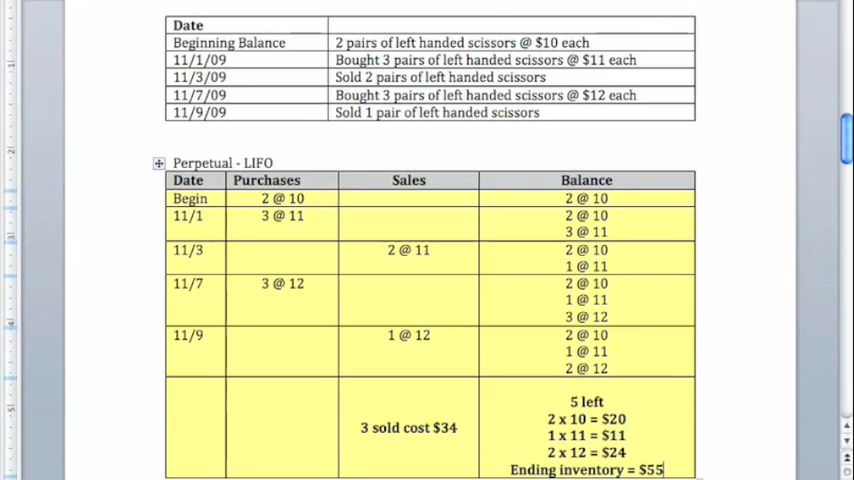 Date
Beginning Balance 2 pairs of left handed scissors @ $10 each
11/1/09 Bought 3 pairs of left handed scissors @ $11 each
11/3/09 Sold 2 pairs of left handed scissors
11/7/09 Bought 3 pairs of left handed scissors @ $12 each
11/9/09 Sold 1 pair of left handed scissors
Perpetual - LIFO
Date Purchases Sales Balance
Begin 2 @ 10 2 @ 10
11/1 3 @ 11 2 @ 10
3 @ 11
11/3 2 @ 11 2 @ 10
1 @ 11
11/7 3 @ 12 2 @ 10
1 @ 11
3 @ 12
11/9 1 @ 12 2 @ 10
1 @ 11
2 @ 12
5 left
2 x 10 = $20
3 sold cost $34 1 x 11 = $11
2 x 12 = $24
Ending inventory = $55